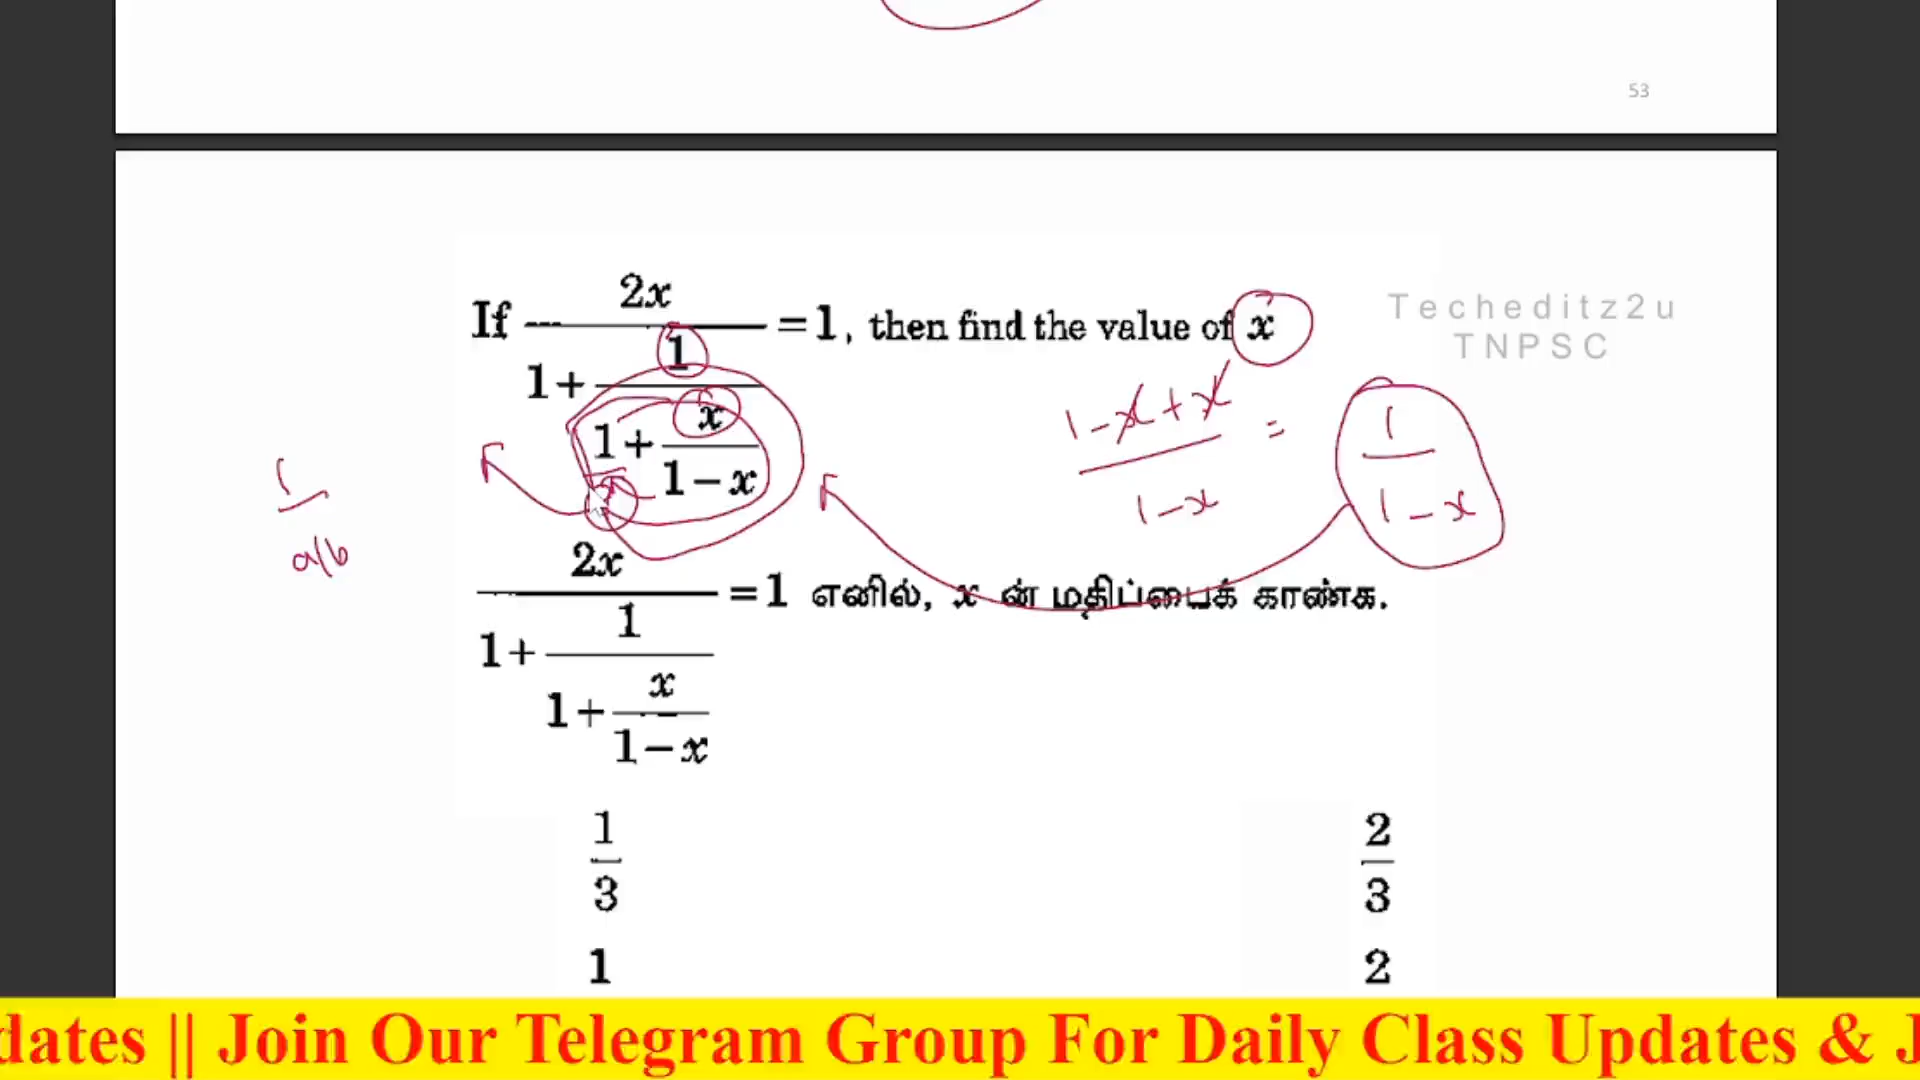 53
Techeditz2u
TNPSC
If 2x / (1 + 1 / (1 + x / (1 − x))) = 1, then find the value of x
1 − x + x / 1 − x = 1 / 1 − x
1 / a/b
2x / (1 + 1 / (1 + x / (1 − x))) = 1 எனில், x ன் மதிப்பைக் காண்க.
1/3 2/3
1 2
dates || Join Our Telegram Group For Daily Class Updates & J